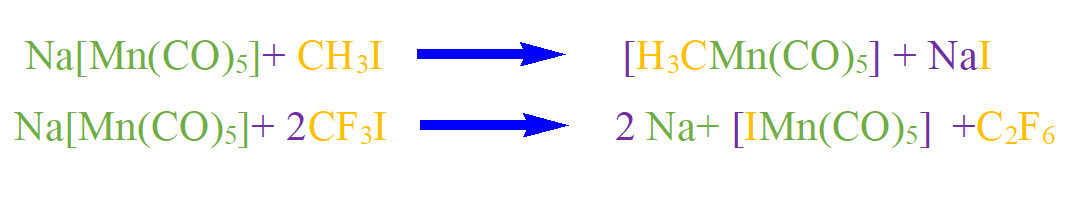 Na[Mn(CO)₅]+ CH₃I [H₃CMn(CO)₅] + NaI
Na[Mn(CO)₅]+ 2CF₃I 2 Na+ [IMn(CO)₅] +C₂F₆